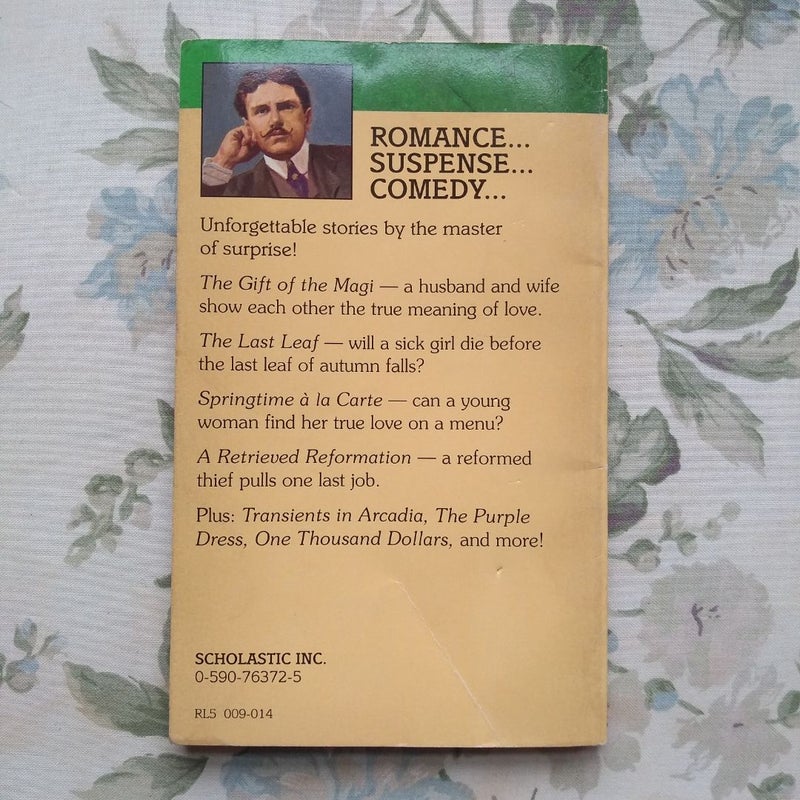 ROMANCE...
SUSPENSE...
COMEDY...
Unforgettable stories by the master
of surprise!
The Gift of the Magi — a husband and wife
show each other the true meaning of love.
The Last Leaf — will a sick girl die before
the last leaf of autumn falls?
Springtime à la Carte — can a young
woman find her true love on a menu?
A Retrieved Reformation — a reformed
thief pulls one last job.
Plus: Transients in Arcadia, The Purple
Dress, One Thousand Dollars, and more!
SCHOLASTIC INC.
0-590-76372-5
RL5 009-014